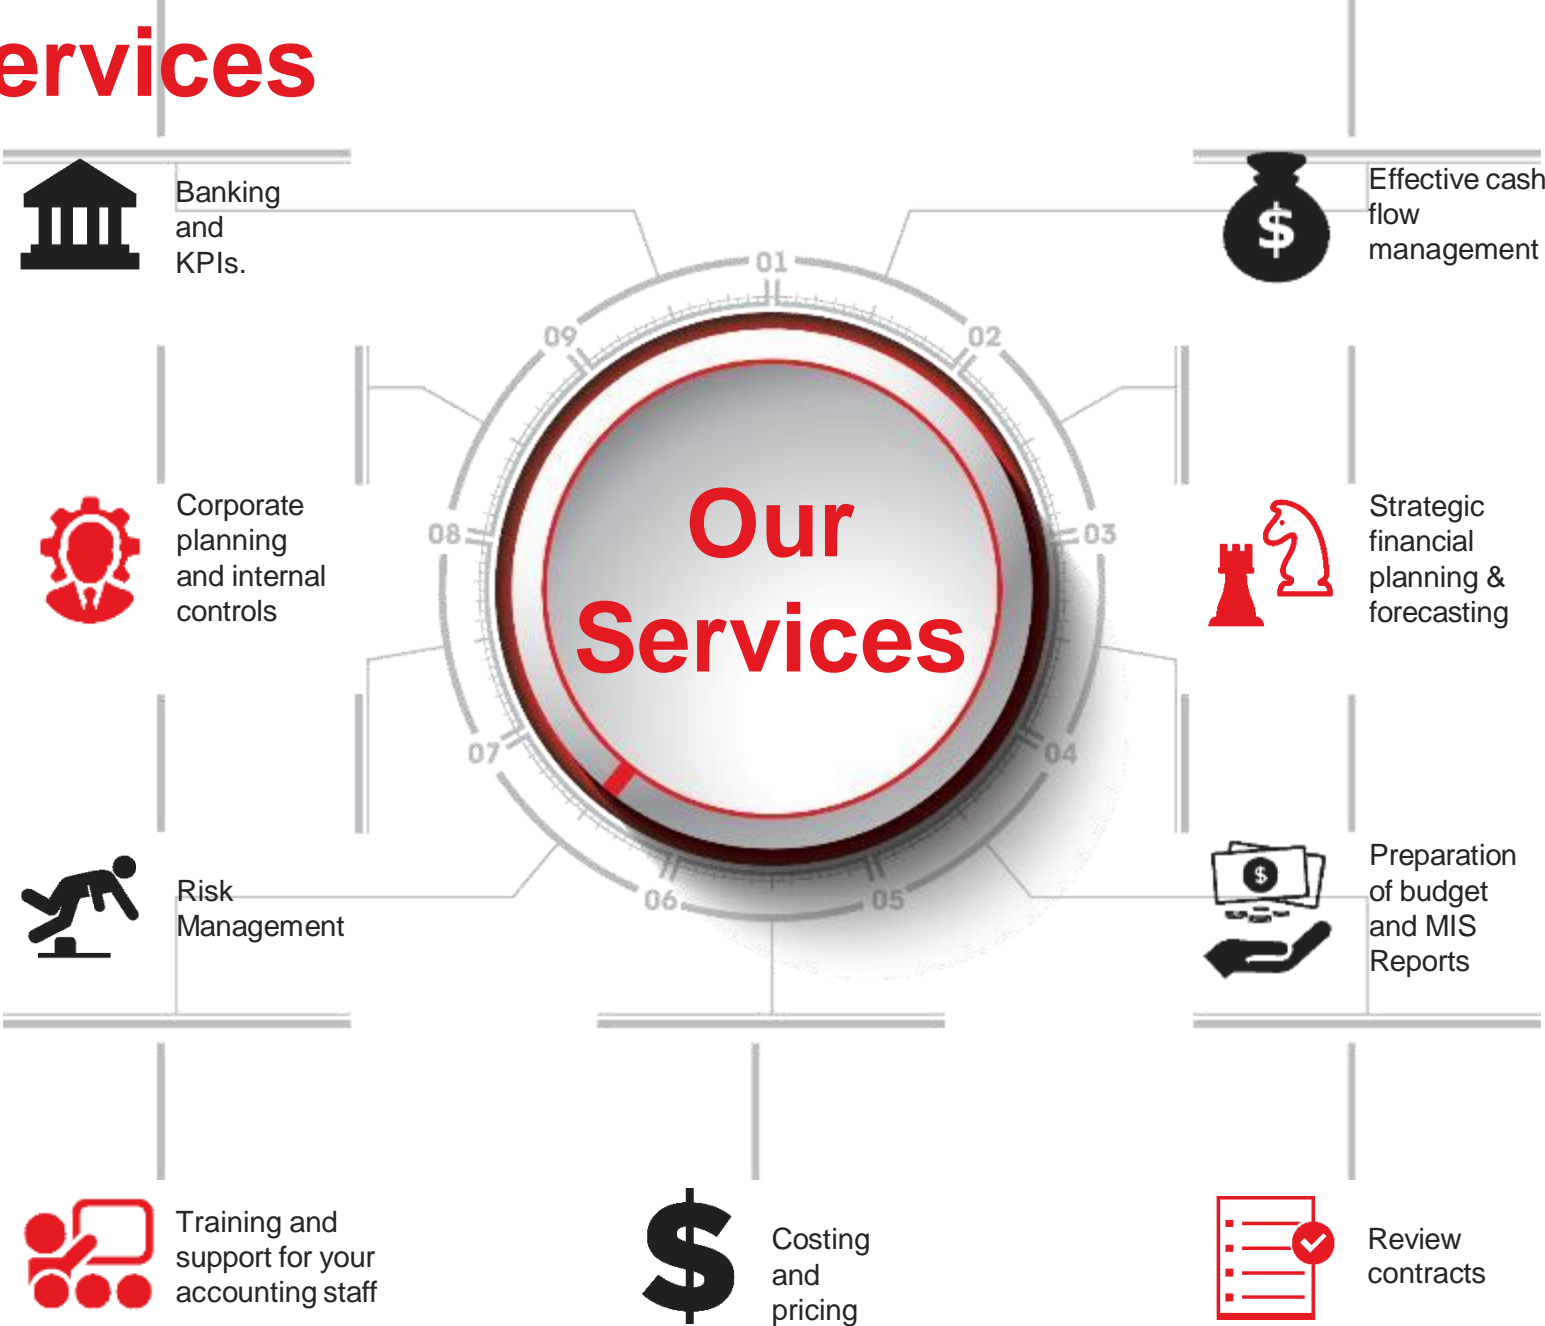 ervices
Banking
and
KPIs.
Effective cash
flow
management
01
09
02
Corporate
planning
and internal
controls
08
Our
Services
03
Strategic
financial
planning &
forecasting
07
04
Risk
Management
06
05
Preparation
of budget
and MIS
Reports
Training and
support for your
accounting staff
Costing
and
pricing
Review
contracts
$
$
$